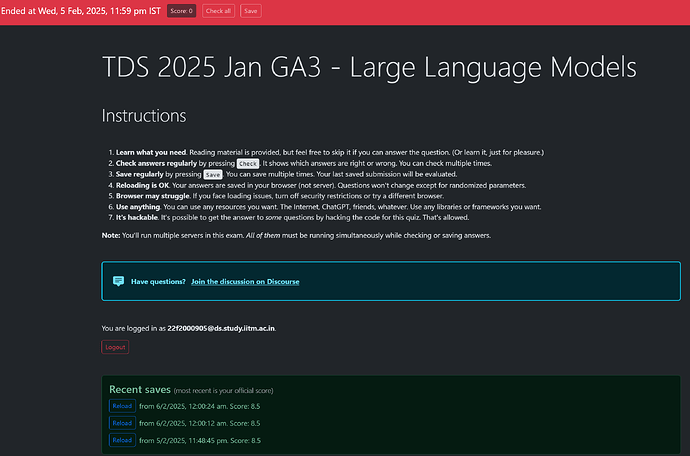 Ended at Wed, 5 Feb, 2025, 11:59 pm IST Score: 0 Check all Save
TDS 2025 Jan GA3 - Large Language Models
Instructions
1. Learn what you need. Reading material is provided, but feel free to skip it if you can answer the question. (Or learn it, just for pleasure.)
2. Check answers regularly by pressing Check. It shows which answers are right or wrong. You can check multiple times.
3. Save regularly by pressing Save. You can save multiple times. Your last saved submission will be evaluated.
4. Reloading is OK. Your answers are saved in your browser (not server). Questions won't change except for randomized parameters.
5. Browser may struggle. If you face loading issues, turn off security restrictions or try a different browser.
6. Use anything. You can use any resources you want. The Internet, ChatGPT, friends, whatever. Use any libraries or frameworks you want.
7. It's hackable. It's possible to get the answer to some questions by hacking the code for this quiz. That's allowed.
Note: You'll run multiple servers in this exam. All of them must be running simultaneously while checking or saving answers.
Have questions? Join the discussion on Discourse
You are logged in as 22f2000905@ds.study.iitm.ac.in.
Logout
Recent saves (most recent is your official score)
Reload from 6/2/2025, 12:00:24 am. Score: 8.5
Reload from 6/2/2025, 12:00:12 am. Score: 8.5
Reload from 5/2/2025, 11:48:45 pm. Score: 8.5